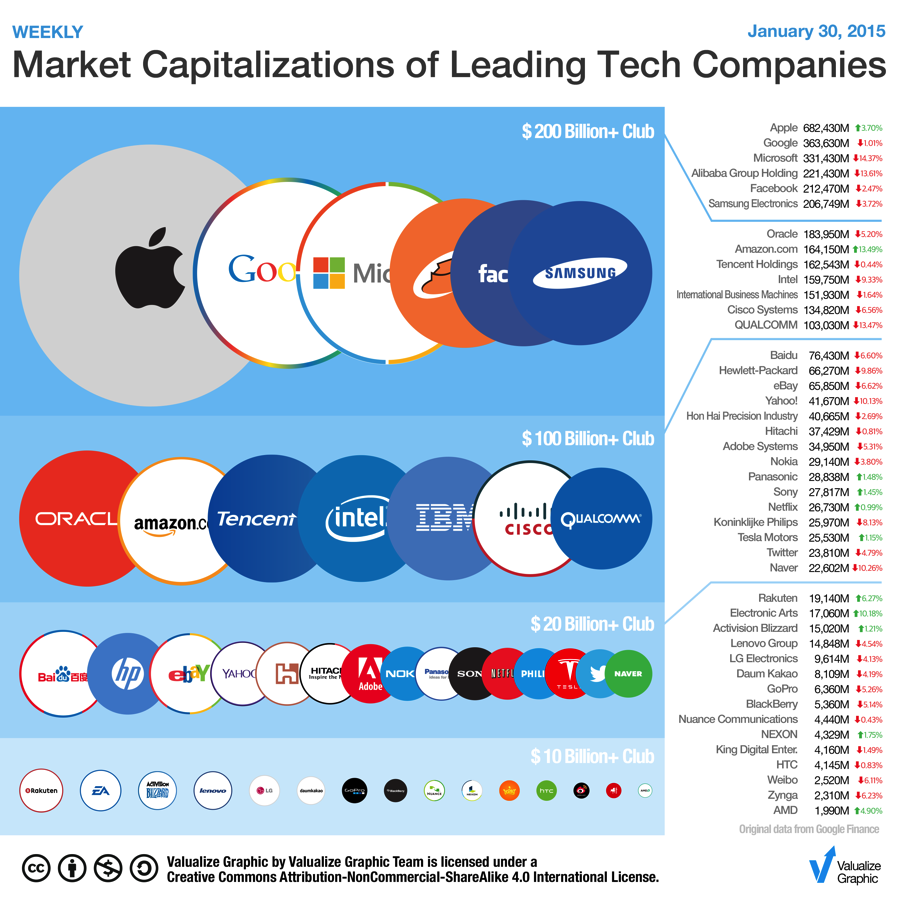 WEEKLY
January 30, 2015
Market Capitalizations of Leading Tech Companies
$ 200 Billion+ Club
Goo
Mic
fac
SAMSUNG
$ 100 Billion+ Club
ORACL
amazon.co
Tencent
intel
IBM
CISCO
QUALCOMM
$ 20 Billion+ Club
Bai du 百度
hp
ebay
YAHOO
H
HITACH
Inspire the N
Adobe
NOK
Panaso
ideas for
SON
NETFL
PHILI
TESL
NAVER
$ 10 Billion+ Club
Rakuten
EA
ACTIVISION
BLIZZARD
lenovo
LG
daumkakao
GoPro
BlackBerry
NUANCE
NEXON
hTC
AMD
Apple 682,430M ⬆3.70%
Google 363,630M ⬇1.01%
Microsoft 331,430M ⬇14.37%
Alibaba Group Holding 221,430M ⬇13.61%
Facebook 212,470M ⬇2.47%
Samsung Electronics 206,749M ⬇3.72%
Oracle 183,950M ⬇5.20%
Amazon.com 164,150M ⬆13.49%
Tencent Holdings 162,543M ⬇0.44%
Intel 159,750M ⬇9.33%
International Business Machines 151,930M ⬇1.64%
Cisco Systems 134,820M ⬇6.56%
QUALCOMM 103,030M ⬇13.47%
Baidu 76,430M ⬇6.60%
Hewlett-Packard 66,270M ⬇9.86%
eBay 65,850M ⬇6.62%
Yahoo! 41,670M ⬇10.13%
Hon Hai Precision Industry 40,665M ⬇2.69%
Hitachi 37,429M ⬇0.81%
Adobe Systems 34,950M ⬇5.31%
Nokia 29,140M ⬇3.80%
Panasonic 28,838M ⬆1.48%
Sony 27,817M ⬆1.45%
Netflix 26,730M ⬆0.99%
Koninklijke Philips 25,970M ⬇8.13%
Tesla Motors 25,530M ⬆1.15%
Twitter 23,810M ⬇4.79%
Naver 22,602M ⬇10.26%
Rakuten 19,140M ⬆6.27%
Electronic Arts 17,060M ⬆10.18%
Activision Blizzard 15,020M ⬆1.21%
Lenovo Group 14,848M ⬇4.54%
LG Electronics 9,614M ⬇4.13%
Daum Kakao 8,109M ⬇4.19%
GoPro 6,360M ⬇5.26%
BlackBerry 5,360M ⬇5.14%
Nuance Communications 4,440M ⬇0.43%
NEXON 4,329M ⬆1.75%
King Digital Enter. 4,160M ⬇1.49%
HTC 4,145M ⬇0.83%
Weibo 2,520M ⬇6.11%
Zynga 2,310M ⬇6.23%
AMD 1,990M ⬆4.90%
Original data from Google Finance
cc
Valualize Graphic by Valualize Graphic Team is licensed under a
Creative Commons Attribution-NonCommercial-ShareAlike 4.0 International License.
Valualize
Graphic